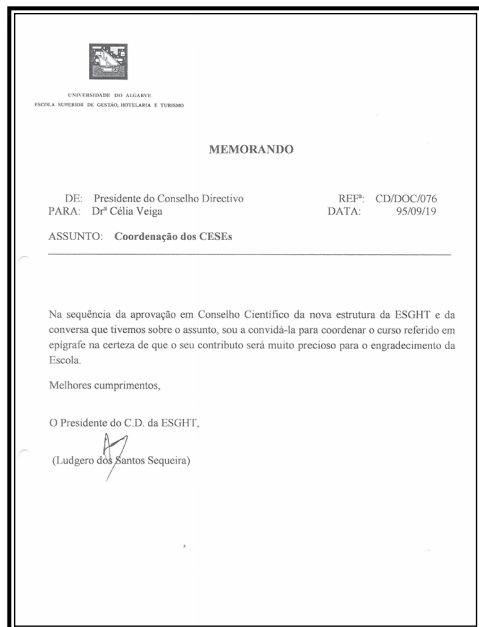 UNIVERSIDADE DO ALGARVE
ESCOLA SUPERIOR DE GESTÃO, HOTELARIA E TURISMO
MEMORANDO
DE: Presidente do Conselho Directivo REFª: CD/DOC/076
PARA: Drª Célia Veiga DATA: 95/09/19
ASSUNTO: Coordenação dos CESEs
Na sequência da aprovação em Conselho Científico da nova estrutura da ESGHT e da
conversa que tivemos sobre o assunto, sou a convidá-la para coordenar o curso referido em
epígrafe na certeza de que o seu contributo será muito precioso para o engradecimento da
Escola.
Melhores cumprimentos,
O Presidente do C.D. da ESGHT,
(Ludgero dos Santos Sequeira)